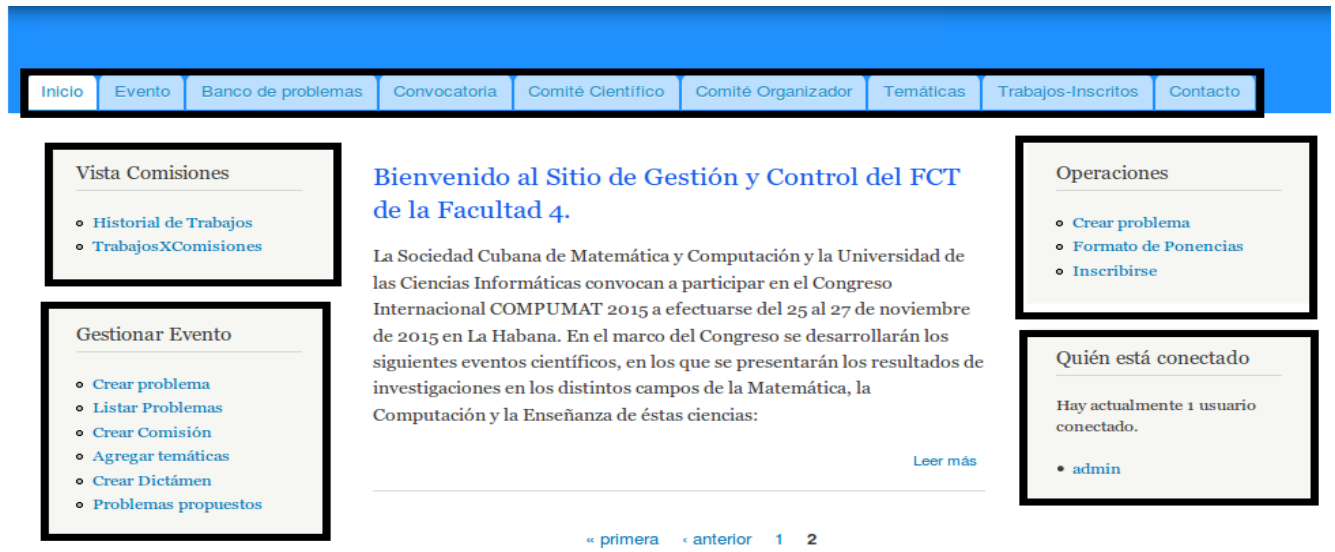 Inicio Evento Banco de problemas Convocatoria Comité Científico Comité Organizador Temáticas Trabajos-Inscritos Contacto
Vista Comisiones
Historial de Trabajos
TrabajosXComisiones
Gestionar Evento
Crear problema
Listar Problemas
Crear Comisión
Agregar temáticas
Crear Dictámen
Problemas propuestos
Bienvenido al Sitio de Gestión y Control del FCT
de la Facultad 4.
La Sociedad Cubana de Matemática y Computación y la Universidad de
las Ciencias Informáticas convocan a participar en el Congreso
Internacional COMPUMAT 2015 a efectuarse del 25 al 27 de noviembre
de 2015 en La Habana. En el marco del Congreso se desarrollarán los
siguientes eventos científicos, en los que se presentarán los resultados de
investigaciones en los distintos campos de la Matemática, la
Computación y la Enseñanza de éstas ciencias:
Leer más
« primera ‹ anterior 1 2
Operaciones
Crear problema
Formato de Ponencias
Inscribirse
Quién está conectado
Hay actualmente 1 usuario
conectado.
admin